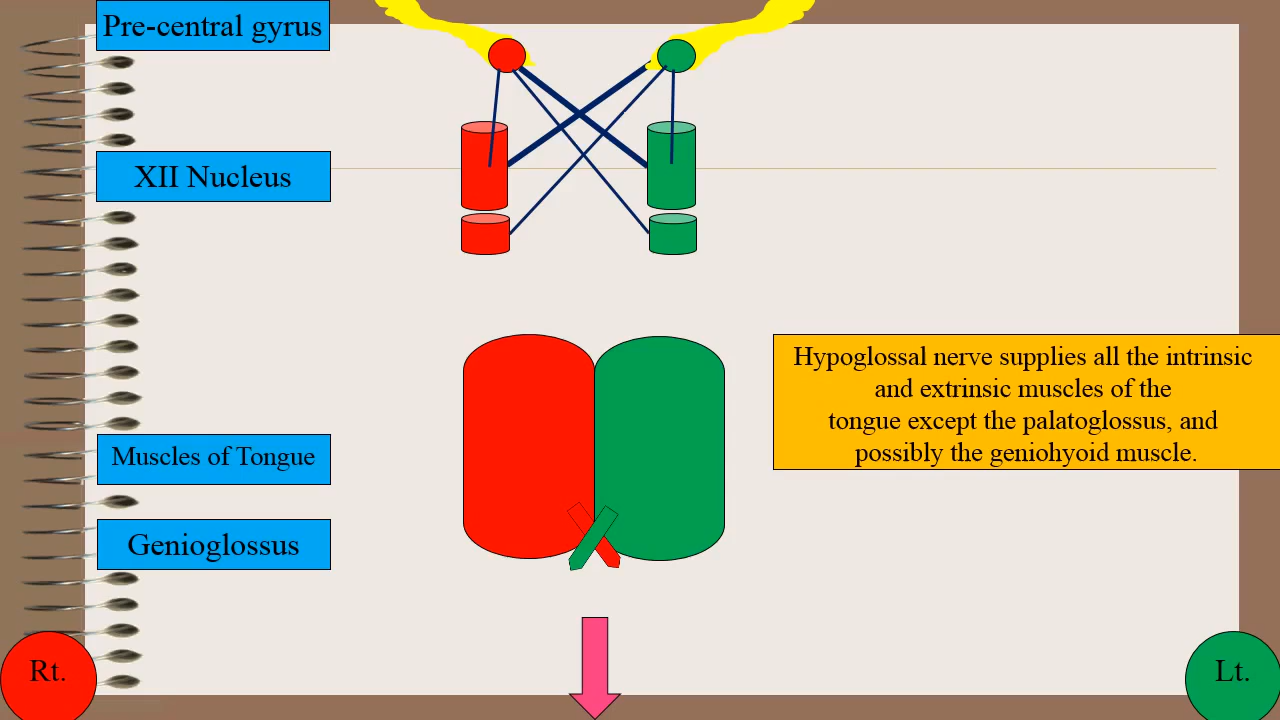 Pre-central gyrus
XII Nucleus
Hypoglossal nerve supplies all the intrinsic
and extrinsic muscles of the
tongue except the palatoglossus, and
possibly the geniohyoid muscle.
Muscles of Tongue
Genioglossus
Rt.
Lt.